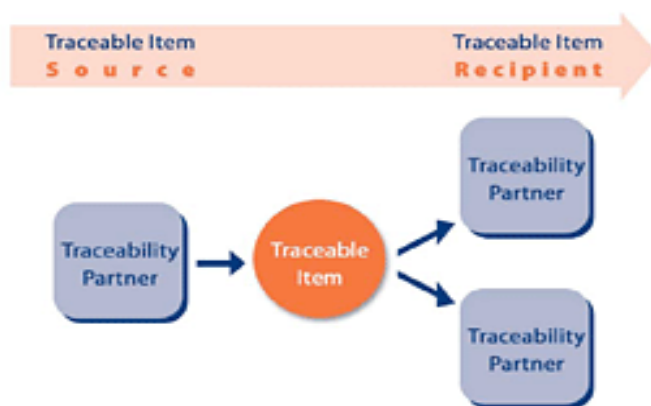 Traceable Item
Source
Traceable Item
Recipient
Traceability
Partner
Traceable
Item
Traceability
Partner
Traceability
Partner